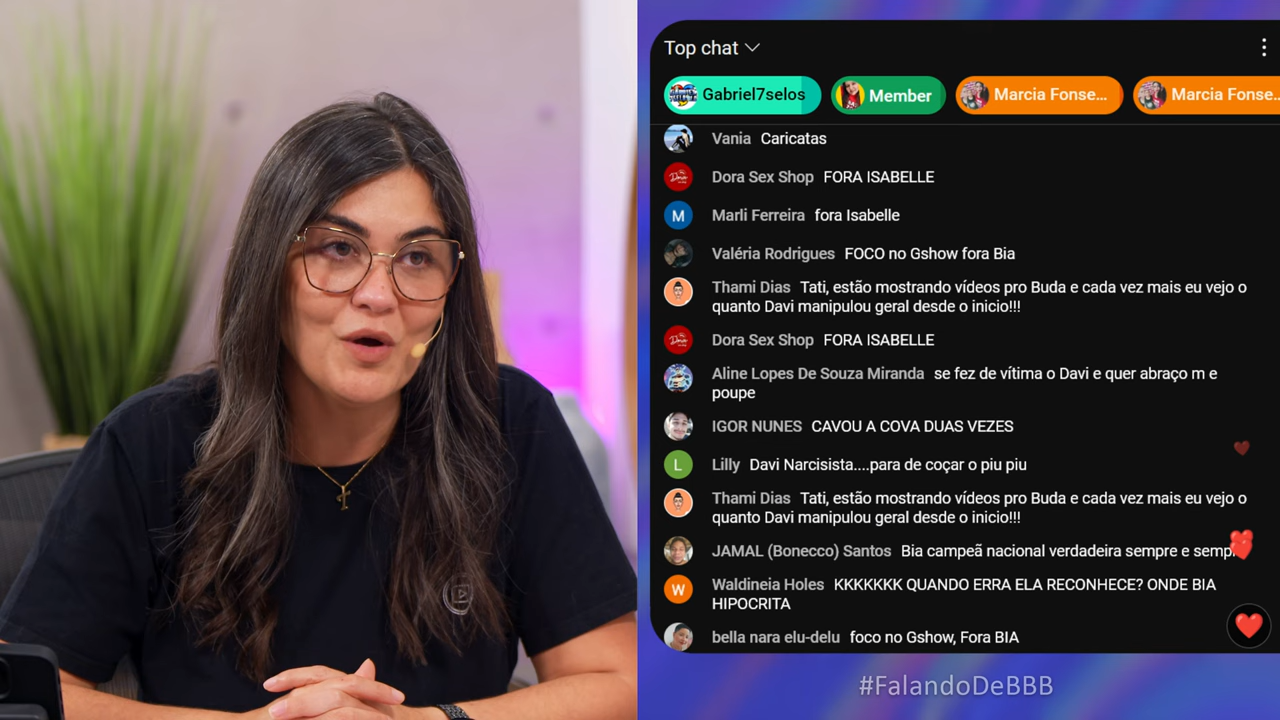 Top chat
Gabriel7selos
Member
Marcia Fonse...
Marcia Fonse...
Vania Caricatas
Dora Sex Shop FORA ISABELLE
M
Marli Ferreira fora Isabelle
Valéria Rodrigues FOCO no Gshow fora Bia
Thami Dias Tati, estão mostrando vídeos pro Buda e cada vez mais eu vejo o
quanto Davi manipulou geral desde o inicio!!!
Dora Sex Shop FORA ISABELLE
Aline Lopes De Souza Miranda se fez de vítima o Davi e quer abraço m e
poupe
IGOR NUNES CAVOU A COVA DUAS VEZES
L
Lilly Davi Narcisista....para de coçar o piu piu
Thami Dias Tati, estão mostrando vídeos pro Buda e cada vez mais eu vejo o
quanto Davi manipulou geral desde o inicio!!!
JAMAL (Bonecco) Santos Bia campeã nacional verdadeira sempre e semp
W
Waldineia Holes KKKKKKK QUANDO ERRA ELA RECONHECE? ONDE BIA
HIPOCRITA
bella nara elu-delu foco no Gshow, Fora BIA
#FalandoDeBBB